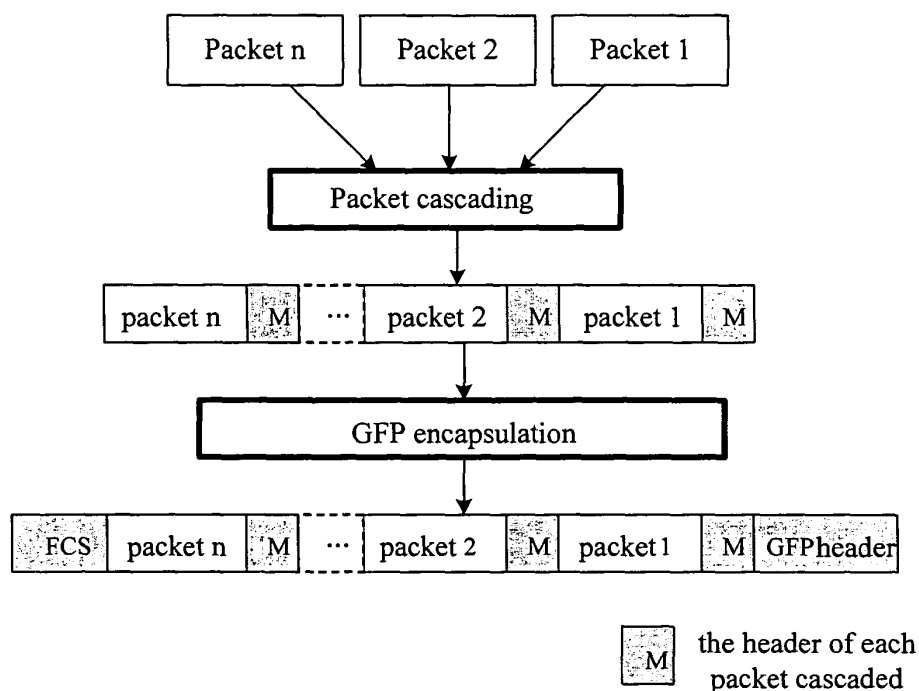 Packet n Packet 2 Packet 1
Packet cascading
packet n M ... packet 2 M packet 1 M
GFP encapsulation
FCS packet n M ... packet 2 M packet1 M GFPheader
M the header of each
packet cascaded